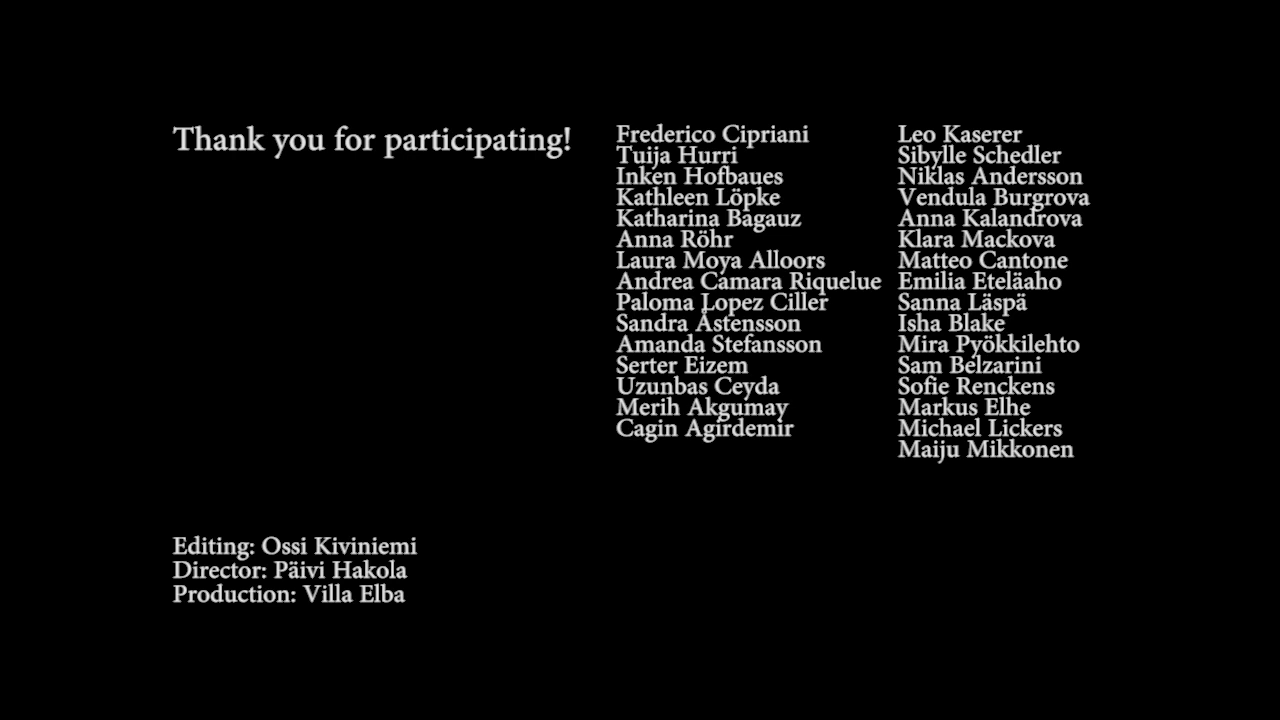 Thank you for participating!
Frederico Cipriani
Tuija Hurri
Inken Hofbaues
Kathleen Löpke
Katharina Bagauz
Anna Röhr
Laura Moya Alloors
Andrea Camara Riquelue
Paloma Lopez Ciller
Sandra Åstensson
Amanda Stefansson
Serter Eizem
Uzunbas Ceyda
Merih Akgumay
Cagin Agirdemir
Leo Kaserer
Sibylle Schedler
Niklas Andersson
Vendula Burgrova
Anna Kalandrova
Klara Mackova
Matteo Cantone
Emilia Eteläaho
Sanna Läspä
Isha Blake
Mira Pyökkilehto
Sam Belzarini
Sofie Renckens
Markus Elhe
Michael Lickers
Maiju Mikkonen
Editing: Ossi Kiviniemi
Director: Päivi Hakola
Production: Villa Elba